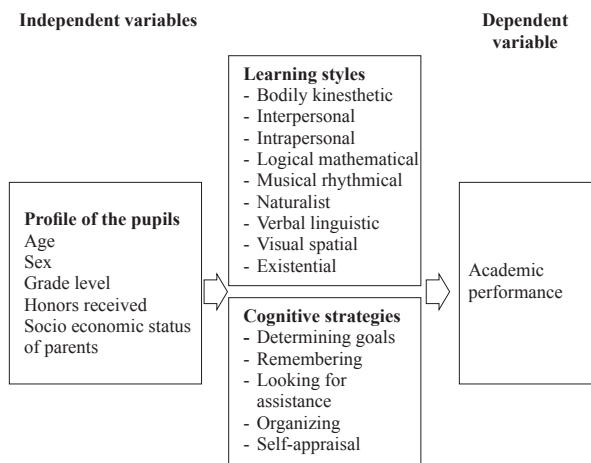 Independent variables
Dependent
variable
Learning styles
- Bodily kinesthetic
- Interpersonal
- Intrapersonal
- Logical mathematical
- Musical rhythmical
- Naturalist
- Verbal linguistic
- Visual spatial
- Existential
Profile of the pupils
Age
Sex
Grade level
Honors received
Socio economic status
of parents
Cognitive strategies
- Determining goals
- Remembering
- Looking for
assistance
- Organizing
- Self-appraisal
Academic
performance